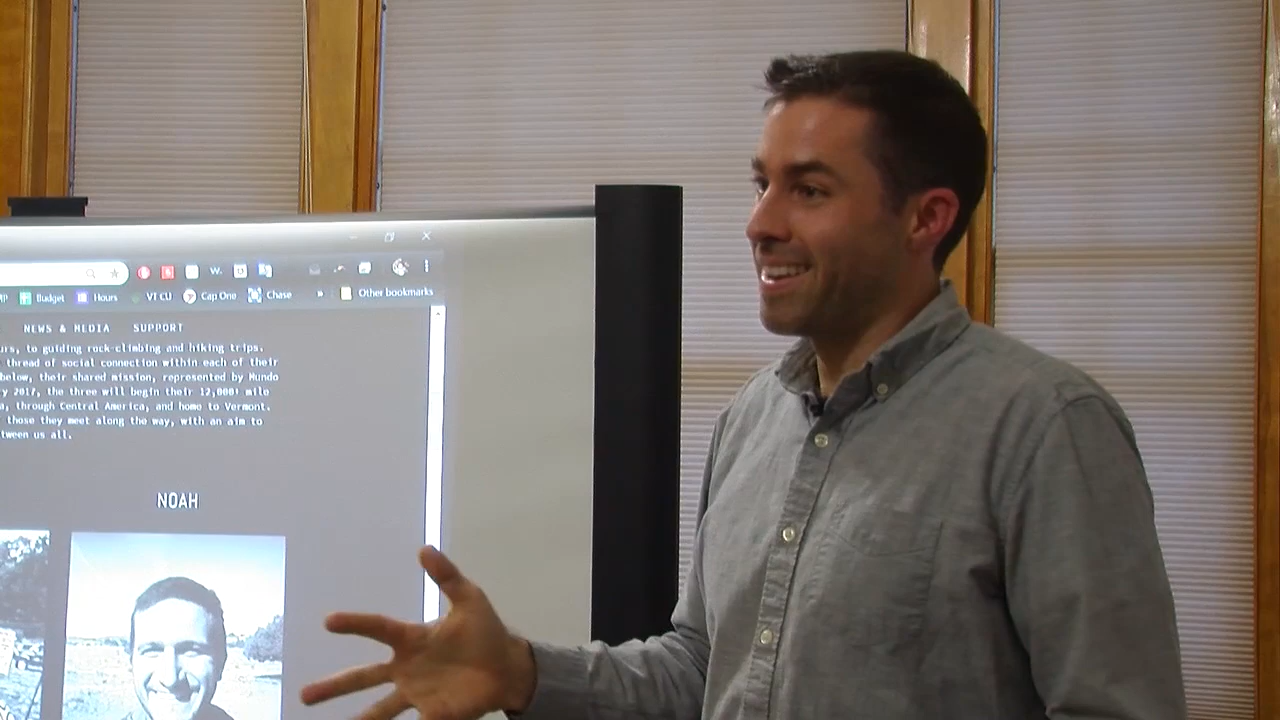 Budget Hours VT CU Cap One Chase » Other bookmarks
NEWS & MEDIA SUPPORT
urs, to guiding rock-climbing and hiking trips.
thread of social connection within each of their
below, their shared mission, represented by Mundo
y 2017, the three will begin their 12,000+ mile
a, through Central America, and home to Vermont.
those they meet along the way, with an aim to
tween us all.
NOAH